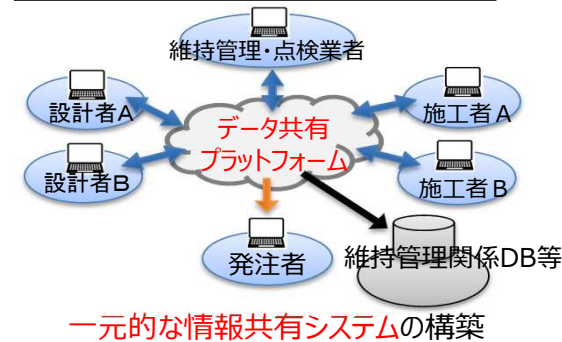 維持管理・点検業者
設計者A
施工者A
データ共有
プラットフォーム
設計者B
施工者B
発注者
維持管理関係DB等
一元的な情報共有システムの構築